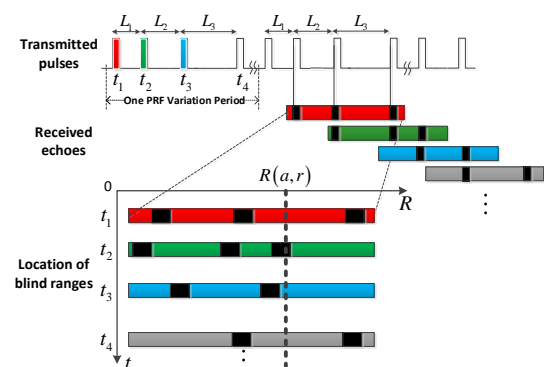 L₁ L₂ L₃ L₁ L₂ L₃
Transmitted
pulses
t₁ t₂ t₃ t₄
One PRF Variation Period
Received
echoes
R(a,r)
0
R
t₁
t₂
Location of
blind ranges
t₃
t₄
t